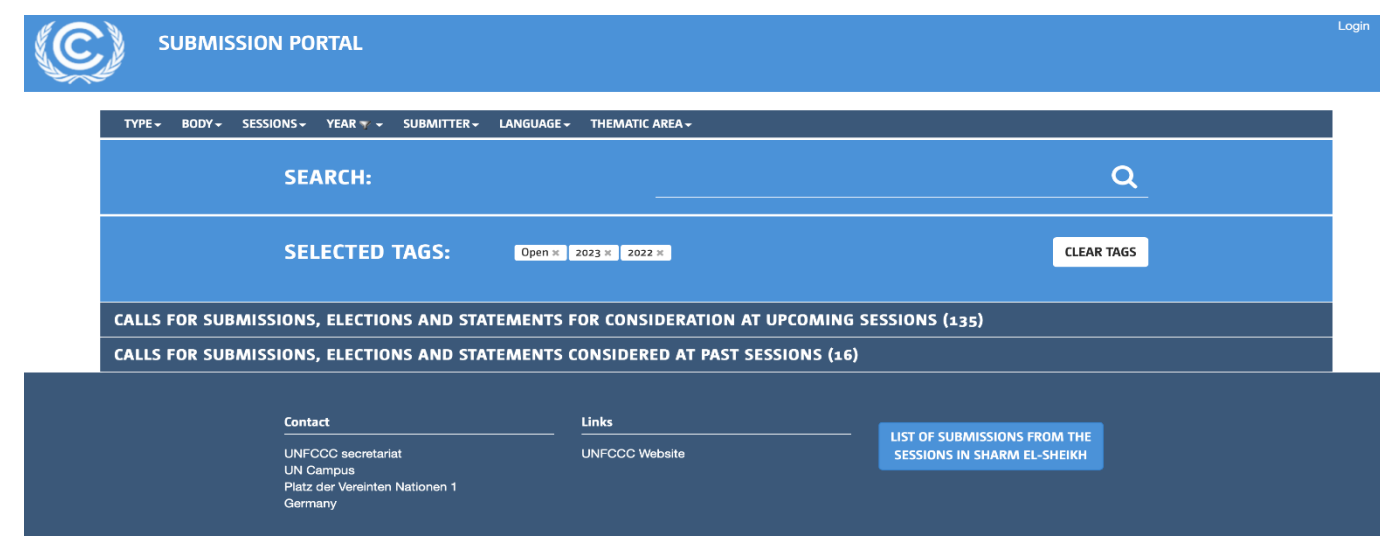 Login
SUBMISSION PORTAL
TYPE BODY SESSIONS YEAR SUBMITTER LANGUAGE THEMATIC AREA
SEARCH:
SELECTED TAGS: Open × 2023 × 2022 × CLEAR TAGS
CALLS FOR SUBMISSIONS, ELECTIONS AND STATEMENTS FOR CONSIDERATION AT UPCOMING SESSIONS (135)
CALLS FOR SUBMISSIONS, ELECTIONS AND STATEMENTS CONSIDERED AT PAST SESSIONS (16)
Contact
UNFCCC secretariat
UN Campus
Platz der Vereinten Nationen 1
Germany
Links
UNFCCC Website
LIST OF SUBMISSIONS FROM THE
SESSIONS IN SHARM EL-SHEIKH